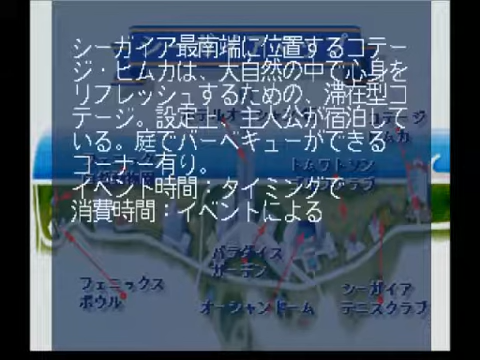 シーガイア最南端に位置するコテー
ジ・ヒムカは、大自然の中で心身を
リフレッシュするための、滞在型コ
テージ。設定上、主人公が宿泊して
いる。庭でバーベキューができる
コーナー有り。
イベント時間：タイミングで
消費時間：イベントによる
トムワトソン
パラダイス
ガーデン
フェニックス
ボウル
オーシャンドーム
シーガイア
テニスクラブ